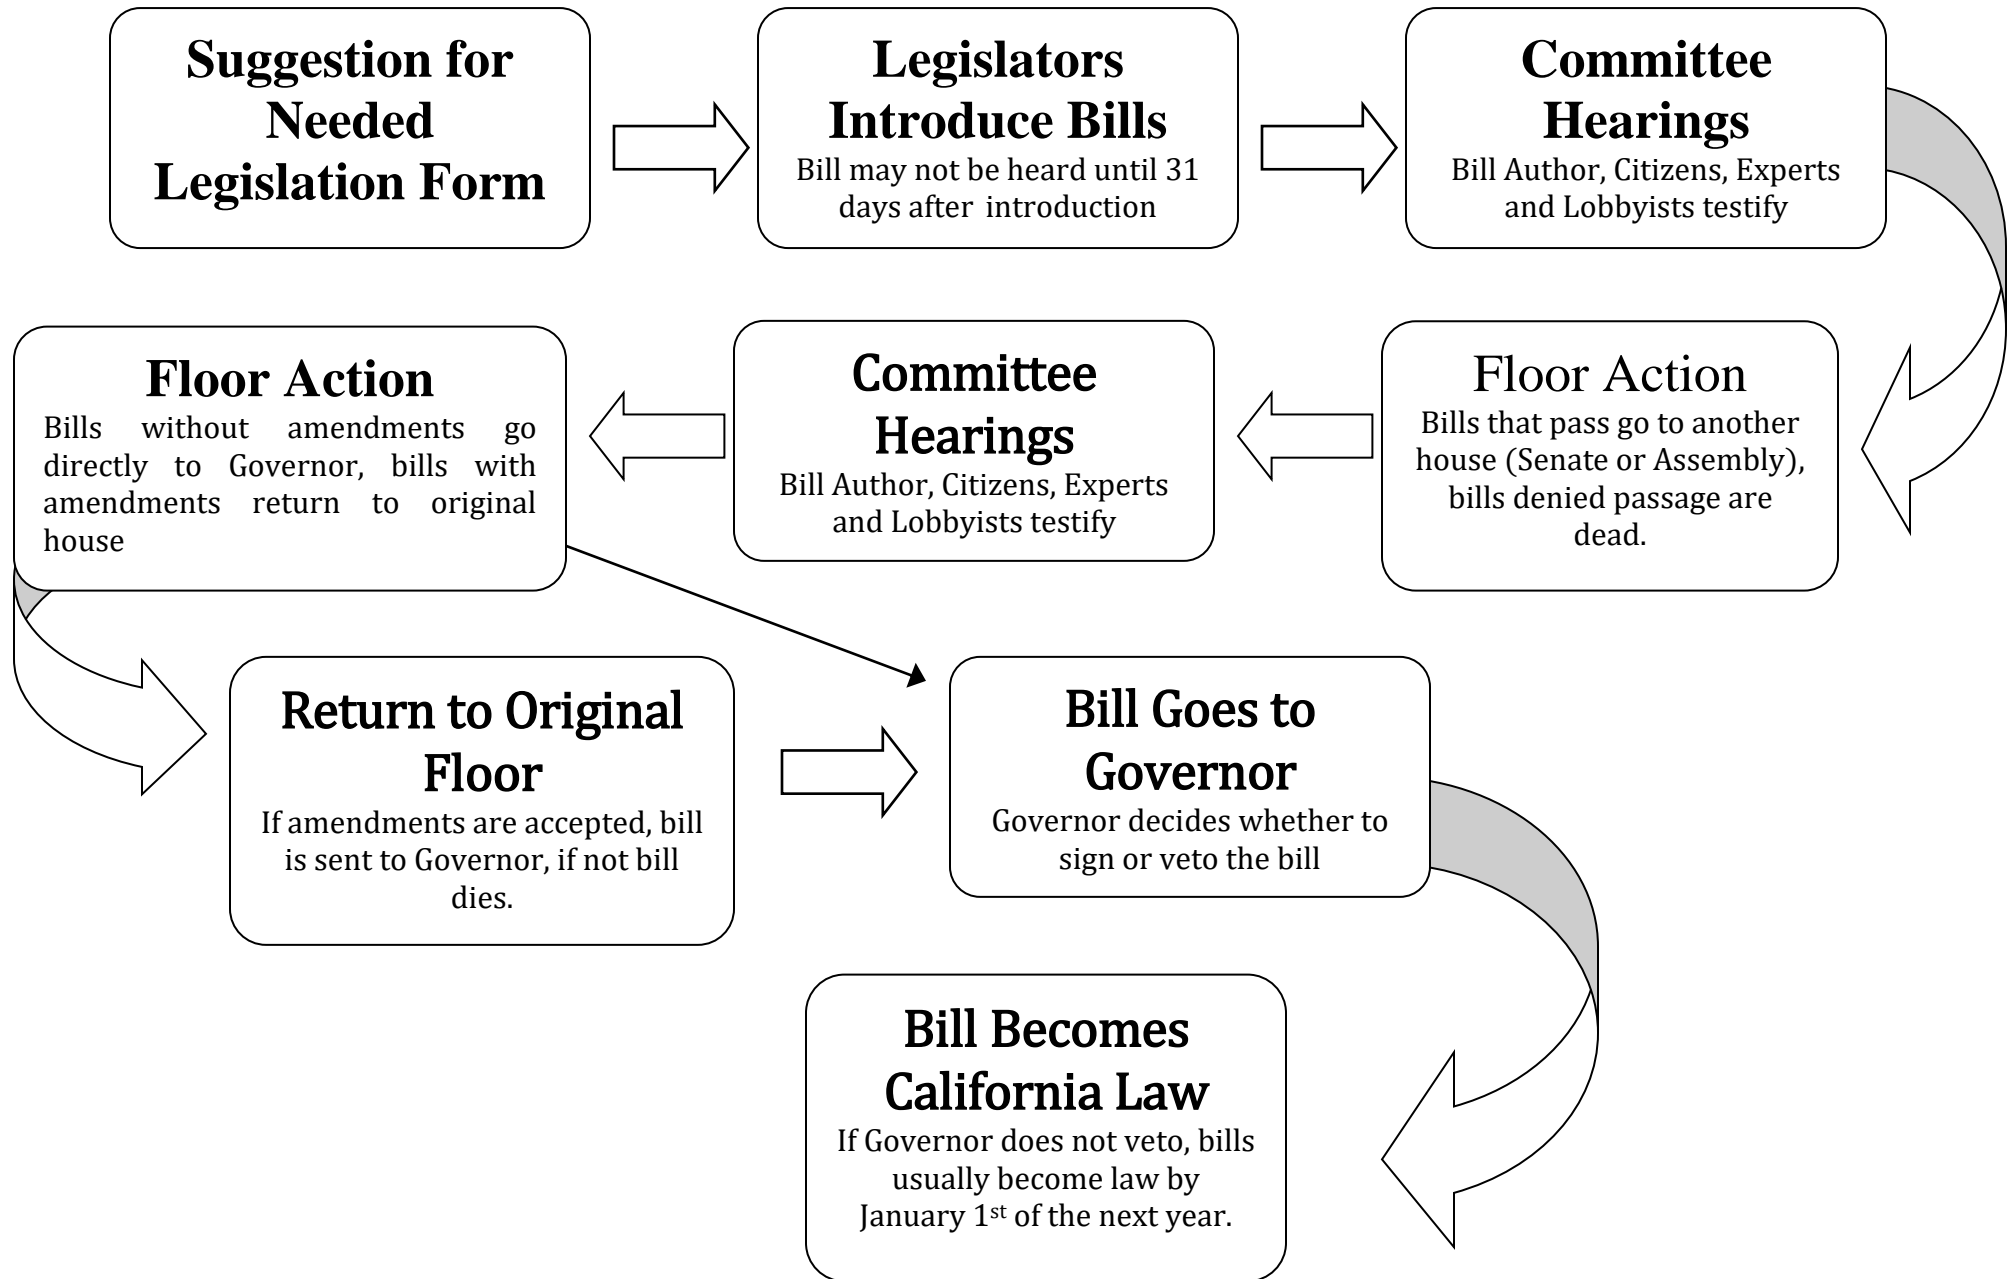 Suggestion for
Needed
Legislation Form
Legislators
Introduce Bills
Bill may not be heard until 31
days after introduction
Committee
Hearings
Bill Author, Citizens, Experts
and Lobbyists testify
Floor Action
Bills that pass go to another
house (Senate or Assembly),
bills denied passage are
dead.
Committee
Hearings
Bill Author, Citizens, Experts
and Lobbyists testify
Floor Action
Bills without amendments go
directly to Governor, bills with
amendments return to original
house
Return to Original
Floor
If amendments are accepted, bill
is sent to Governor, if not bill
dies.
Bill Goes to
Governor
Governor decides whether to
sign or veto the bill
Bill Becomes
California Law
If Governor does not veto, bills
usually become law by
January 1st of the next year.